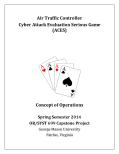 Air Traffic Controller
Cyber Attack Evaluation Serious Game
(ACES)
Concept of Operations
Spring Semester 2014
OR/SYST 699 Capstone Project
George Mason University
Fairfax, Virginia